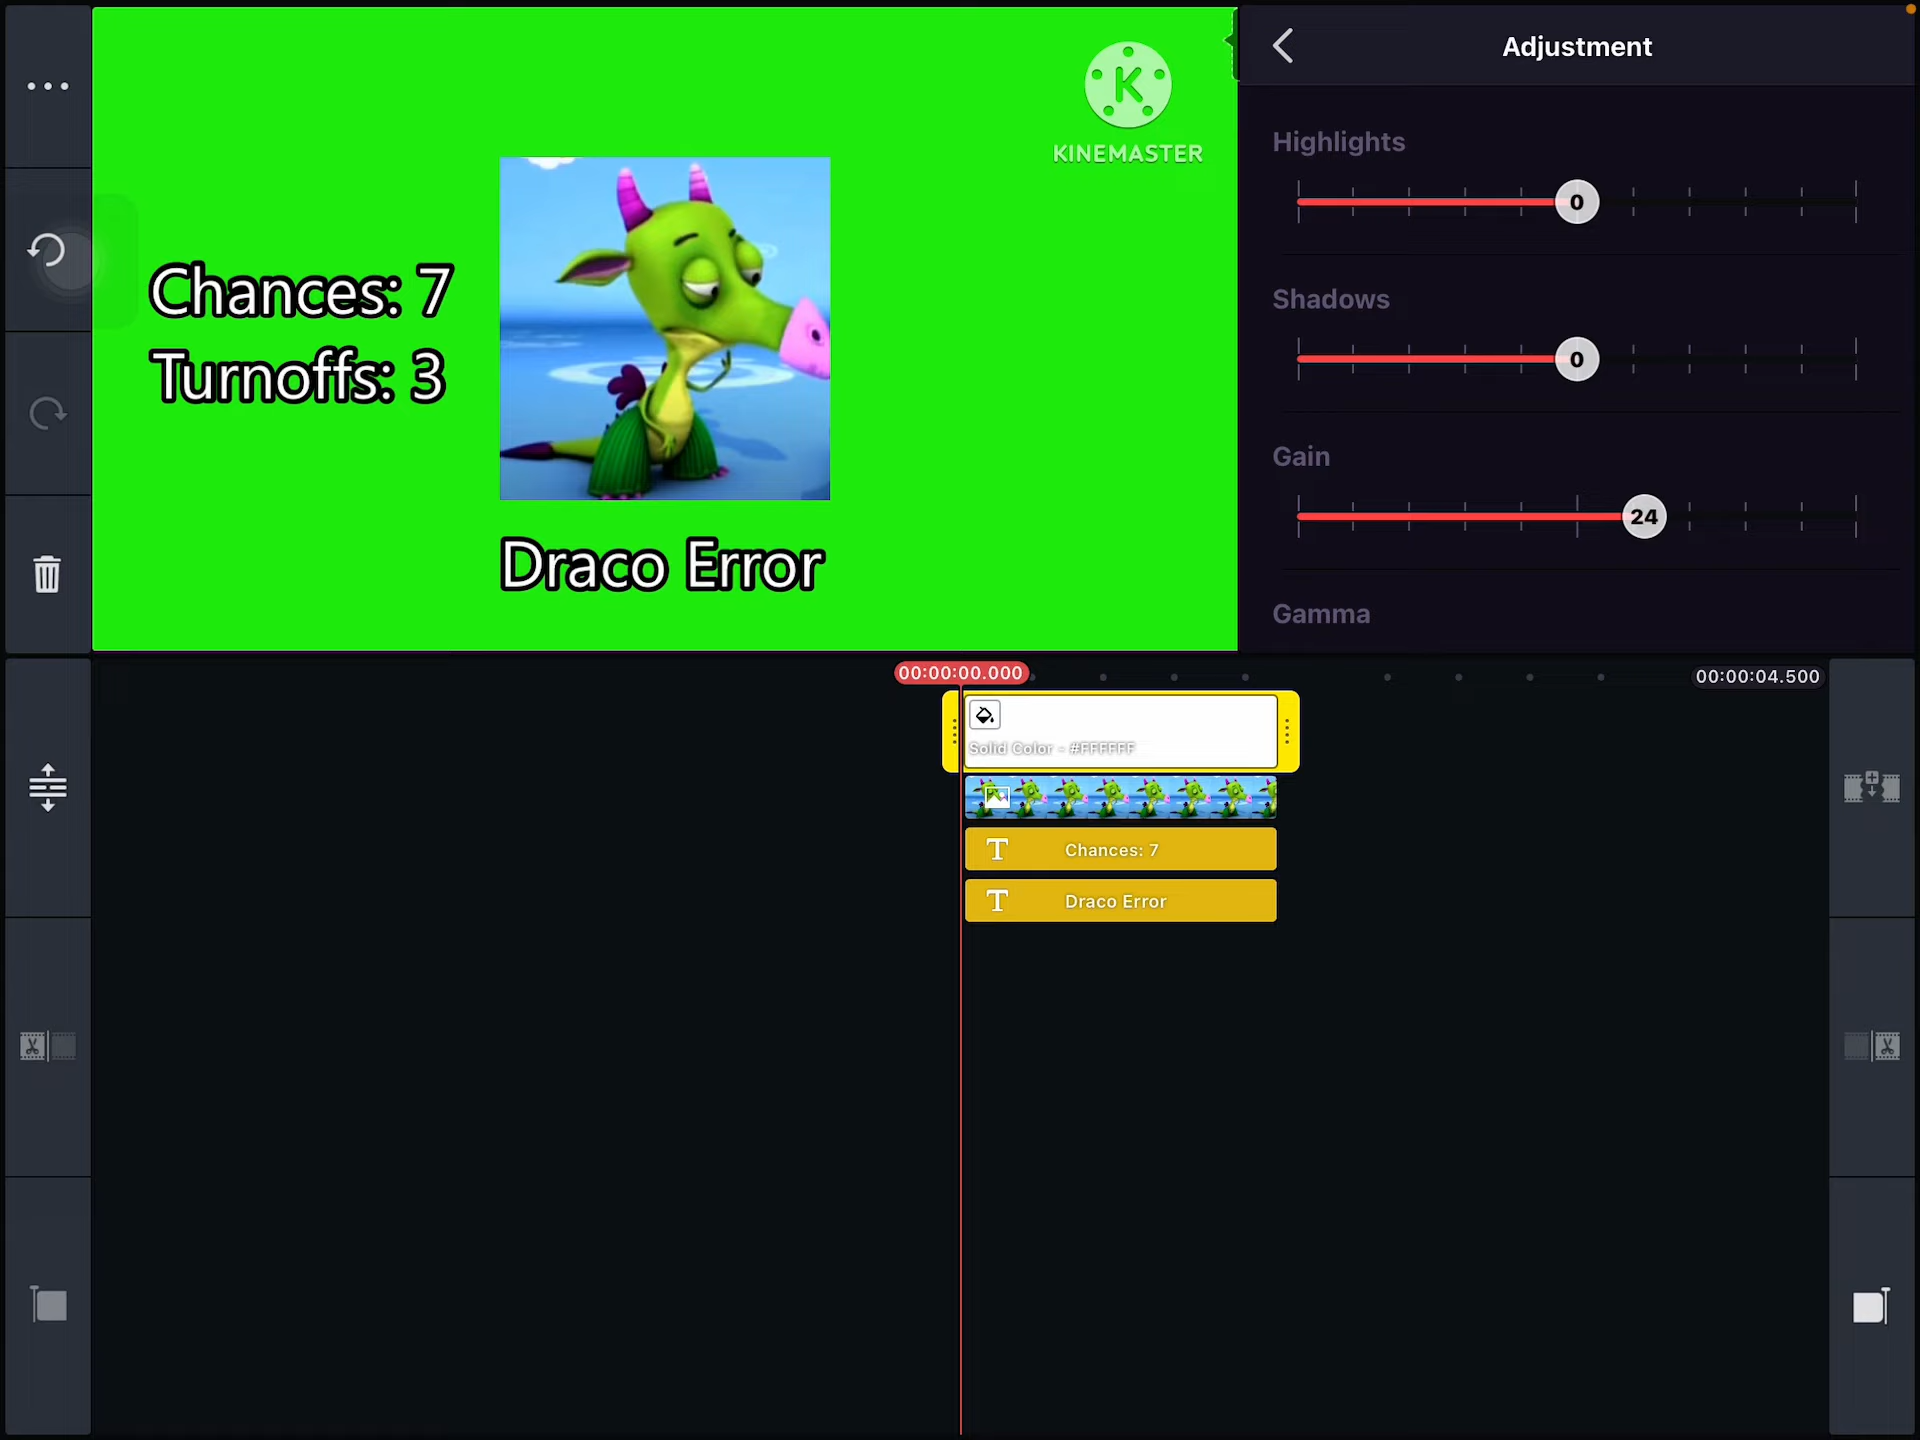 Adjustment
K
KINEMASTER
Highlights
0
Chances: 7
Turnoffs: 3
Shadows
0
Gain
24
Draco Error
Gamma
00:00:00.000
00:00:04.500
Solid Color - #FFFFFF
T Chances: 7
T Draco Error